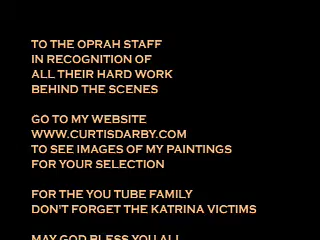 TO THE OPRAH STAFF
IN RECOGNITION OF
ALL THEIR HARD WORK
BEHIND THE SCENES
GO TO MY WEBSITE
WWW.CURTISDARBY.COM
TO SEE IMAGES OF MY PAINTINGS
FOR YOUR SELECTION
FOR THE YOU TUBE FAMILY
DON'T FORGET THE KATRINA VICTIMS
MAY GOD BLESS YOU ALL